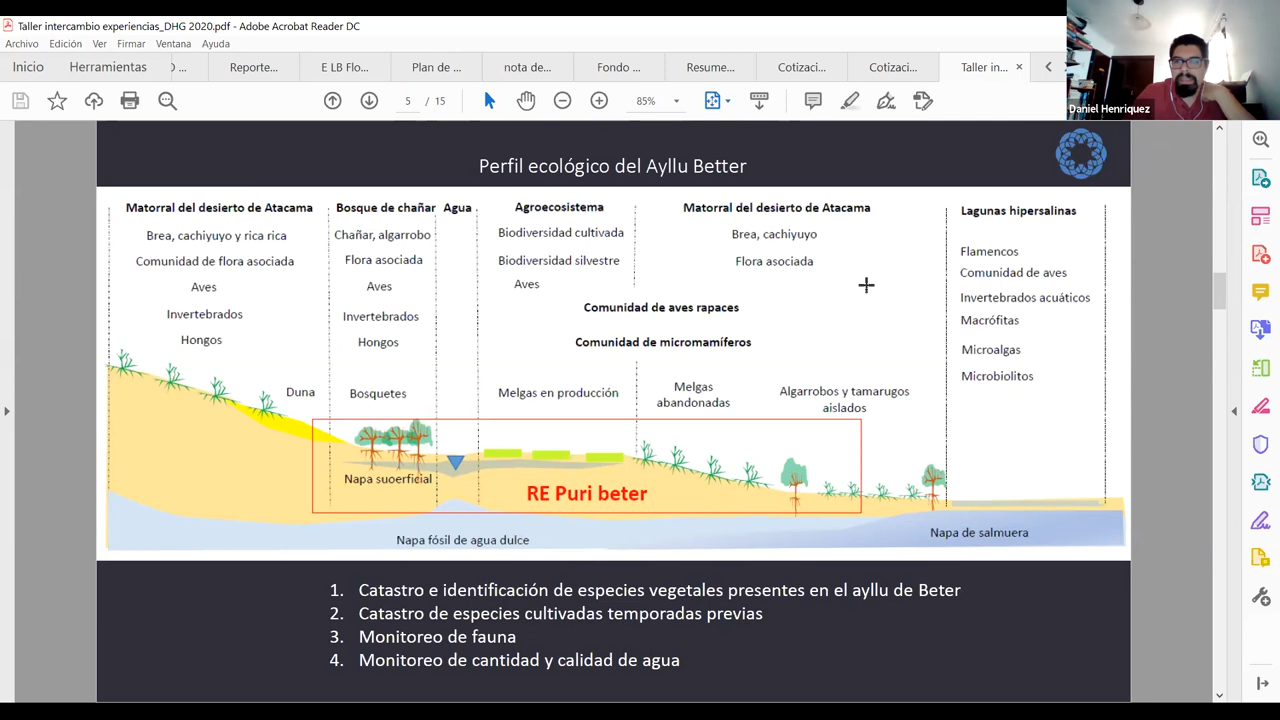 Taller intercambio experiencias_DHG 2020.pdf - Adobe Acrobat Reader DC
Archivo Edición Ver Firmar Ventana Ayuda
Inicio Herramientas O ... Reporte... E LB Flo... Plan de ... nota de... Fondo ... Resume... Cotizaci... Cotizaci... Taller in... ×
5 / 15 85%
Daniel Henriquez
Perfil ecológico del Ayllu Better
Matorral del desierto de Atacama
Brea, cachiyuyo y rica rica
Comunidad de flora asociada
Aves
Invertebrados
Hongos
Duna
Bosque de chañar
Chañar, algarrobo
Flora asociada
Aves
Invertebrados
Hongos
Bosquetes
Agua
Agroecosistema
Biodiversidad cultivada
Biodiversidad silvestre
Aves
Matorral del desierto de Atacama
Brea, cachiyuyo
Flora asociada
Comunidad de aves rapaces
Comunidad de micromamíferos
Melgas en producción
Melgas
abandonadas
Algarrobos y tamarugos
aislados
Lagunas hipersalinas
Flamencos
Comunidad de aves
Invertebrados acuáticos
Macrófitas
Microalgas
Microbiolitos
Napa suoerficial
RE Puri beter
Napa fósil de agua dulce
Napa de salmuera
1. Catastro e identificación de especies vegetales presentes en el ayllu de Beter
2. Catastro de especies cultivadas temporadas previas
3. Monitoreo de fauna
4. Monitoreo de cantidad y calidad de agua